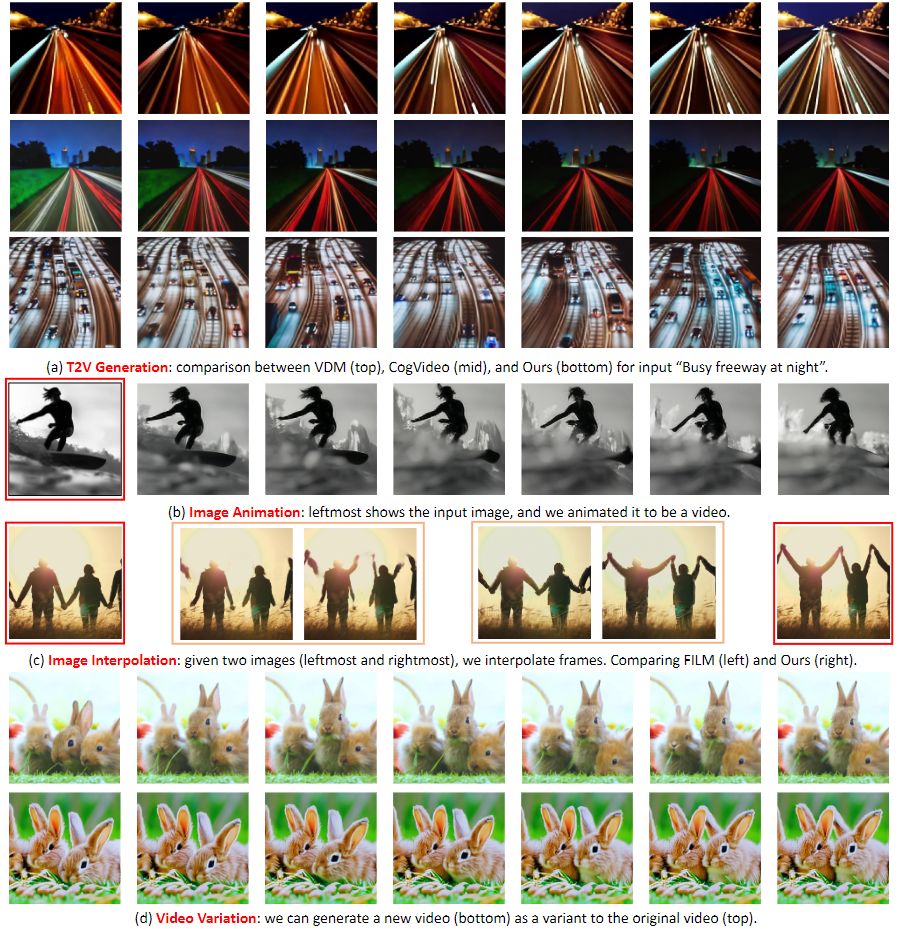 (a) T2V Generation: comparison between VDM (top), CogVideo (mid), and Ours (bottom) for input “Busy freeway at night”.
(b) Image Animation: leftmost shows the input image, and we animated it to be a video.
(c) Image Interpolation: given two images (leftmost and rightmost), we interpolate frames. Comparing FILM (left) and Ours (right).
(d) Video Variation: we can generate a new video (bottom) as a variant to the original video (top).